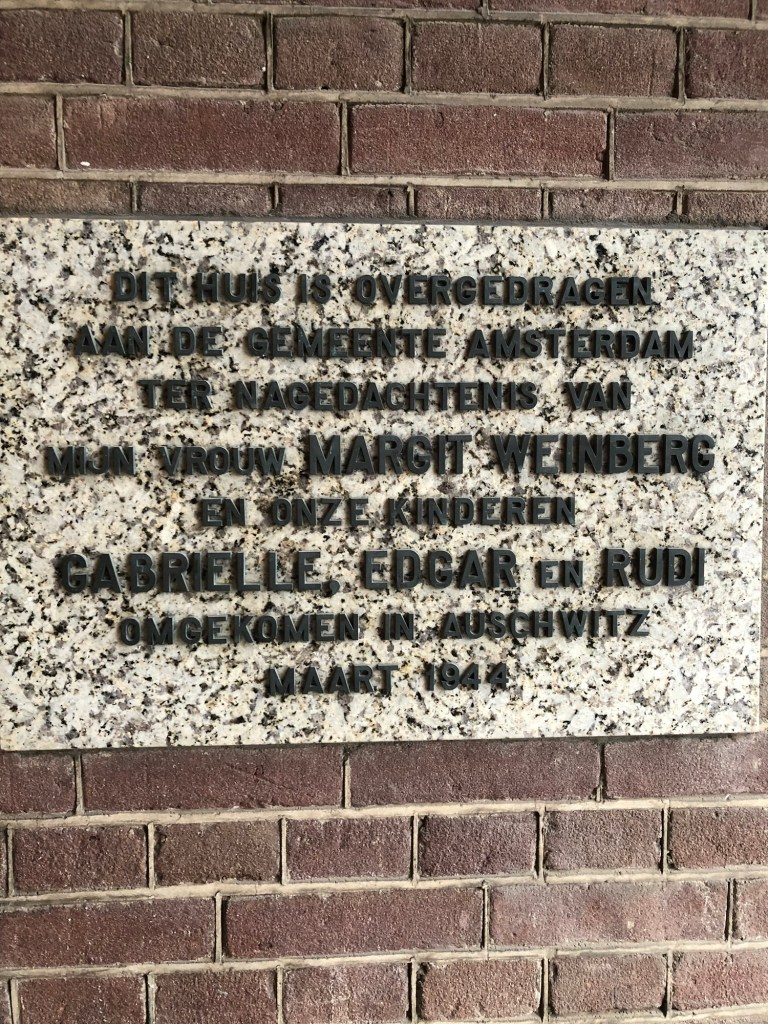 DIT HUIS IS OVERGEDRAGEN
AAN DE GEMEENTE AMSTERDAM
TER NAGEDACHTENIS VAN
MIJN VROUW MARGIT WEINBERG
EN ONZE KINDEREN
GABRIELLE, EDGAR EN RUDI
OMGEKOMEN IN AUSCHWITZ
MAART 1944